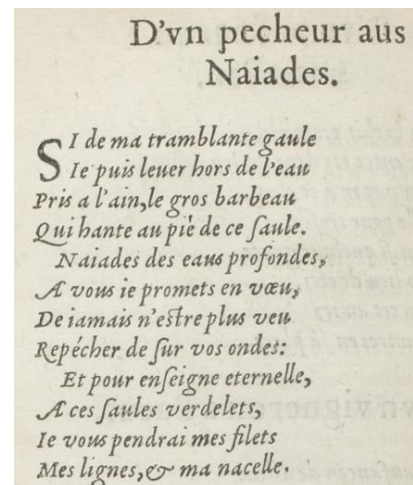 D'vn pecheur aus
Naiades.
SI de ma tramblante gaule
Ie puis leuer hors de l'eau
Pris a l'ain, le gros barbeau
Qui hante au piè de ce ſaule.
Naiades des eaus profondes,
A vous ie promets en vœu,
De iamais n'eſtre plus veu
Repécher de ſur vos ondes:
Et pour enſeigne eternelle,
A ces ſaules verdelets,
Ie vous pendrai mes filets
Mes lignes, & ma nacelle.